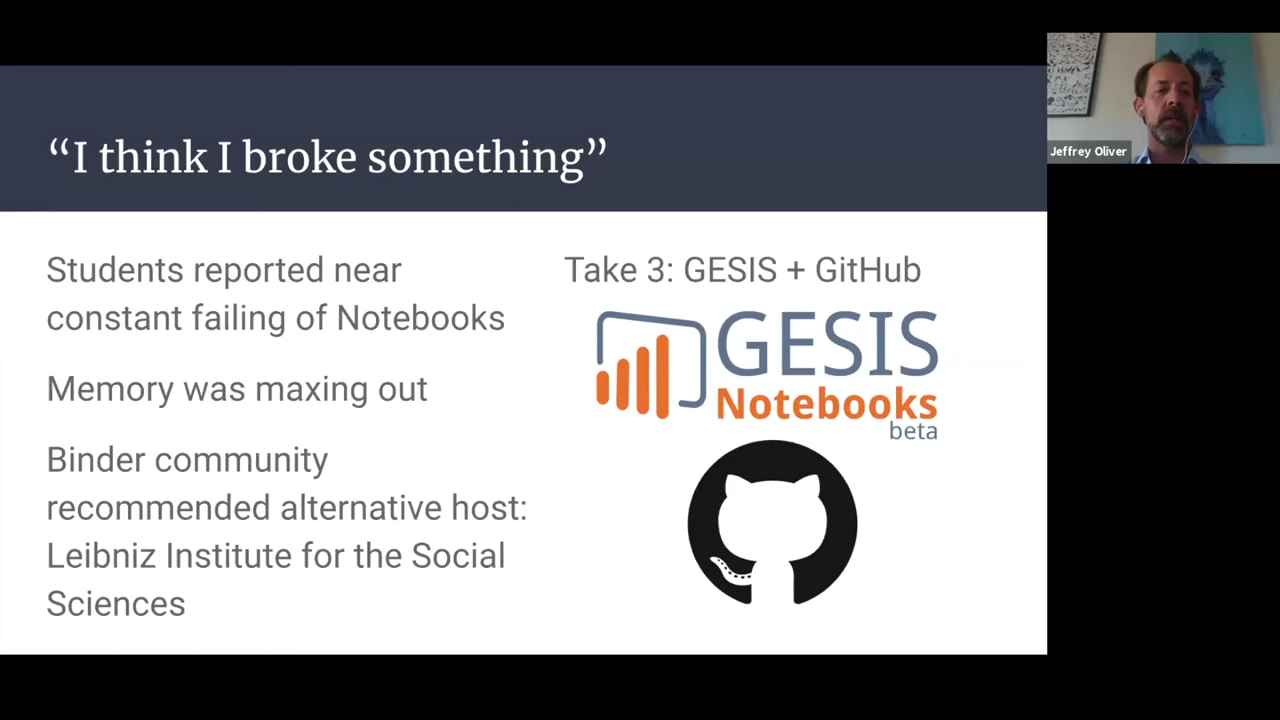 “I think I broke something”
Students reported near
constant failing of Notebooks
Memory was maxing out
Binder community
recommended alternative host:
Leibniz Institute for the Social
Sciences
Take 3: GESIS + GitHub
GESIS
Notebooks
beta
Jeffrey Oliver